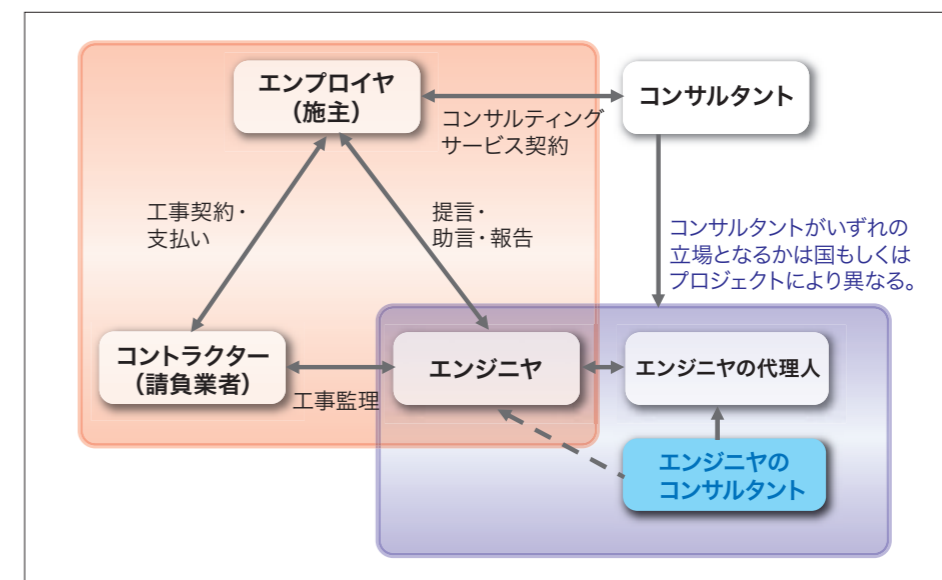 エンプロイヤ
（施主）
コンサルタント
コンサルティング
サービス契約
工事契約・
支払い
提言・
助言・報告
コンサルタントがいずれの
立場となるかは国もしくは
プロジェクトにより異なる。
コントラクター
（請負業者）
工事監理
エンジニヤ
エンジニヤの代理人
エンジニヤの
コンサルタント